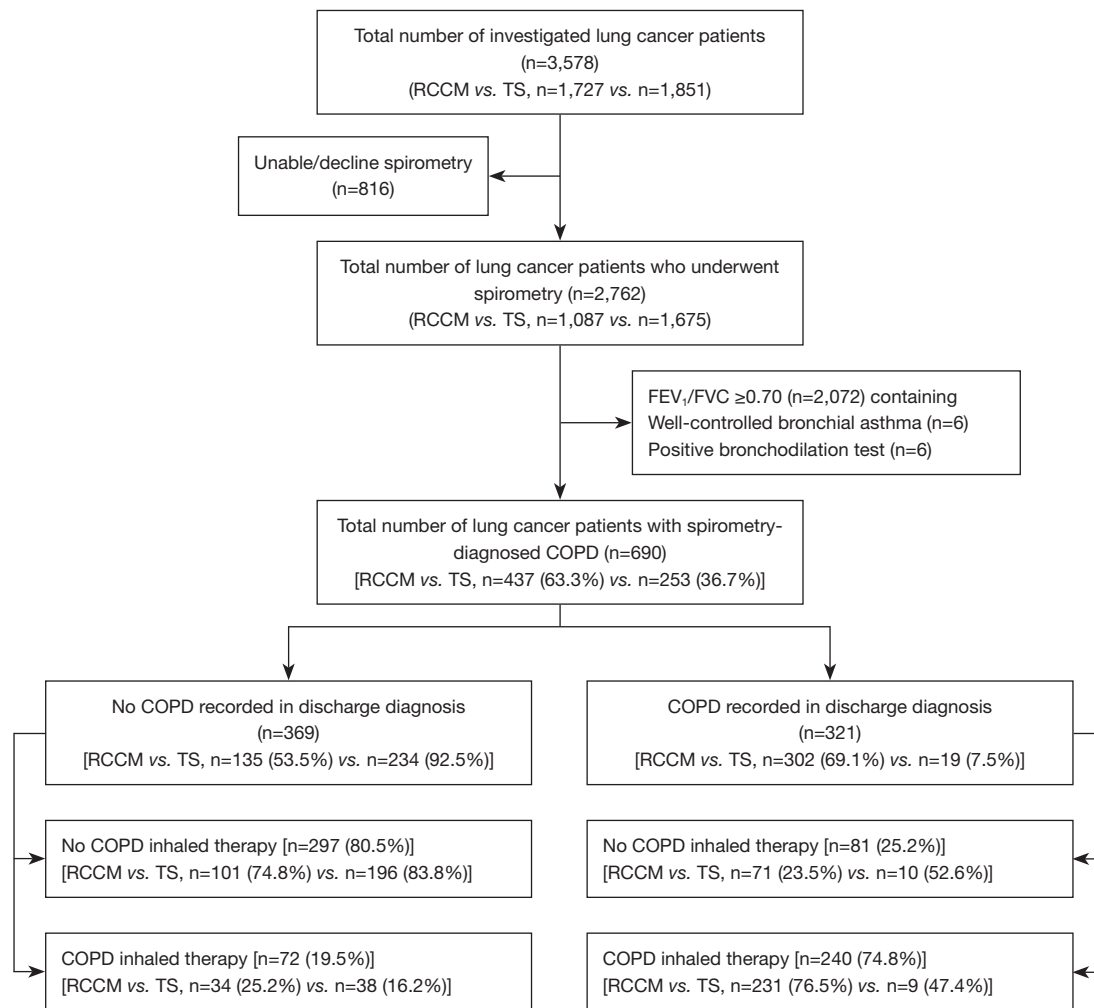 Total number of investigated lung cancer patients
(n=3,578)
(RCCM vs. TS, n=1,727 vs. n=1,851)
Unable/decline spirometry
(n=816)
Total number of lung cancer patients who underwent
spirometry (n=2,762)
(RCCM vs. TS, n=1,087 vs. n=1,675)
FEV₁/FVC ≥0.70 (n=2,072) containing
Well-controlled bronchial asthma (n=6)
Positive bronchodilation test (n=6)
Total number of lung cancer patients with spirometry-
diagnosed COPD (n=690)
[RCCM vs. TS, n=437 (63.3%) vs. n=253 (36.7%)]
No COPD recorded in discharge diagnosis
(n=369)
[RCCM vs. TS, n=135 (53.5%) vs. n=234 (92.5%)]
COPD recorded in discharge diagnosis
(n=321)
[RCCM vs. TS, n=302 (69.1%) vs. n=19 (7.5%)]
No COPD inhaled therapy [n=297 (80.5%)]
[RCCM vs. TS, n=101 (74.8%) vs. n=196 (83.8%)]
No COPD inhaled therapy [n=81 (25.2%)]
[RCCM vs. TS, n=71 (23.5%) vs. n=10 (52.6%)]
COPD inhaled therapy [n=72 (19.5%)]
[RCCM vs. TS, n=34 (25.2%) vs. n=38 (16.2%)]
COPD inhaled therapy [n=240 (74.8%)]
[RCCM vs. TS, n=231 (76.5%) vs. n=9 (47.4%)]